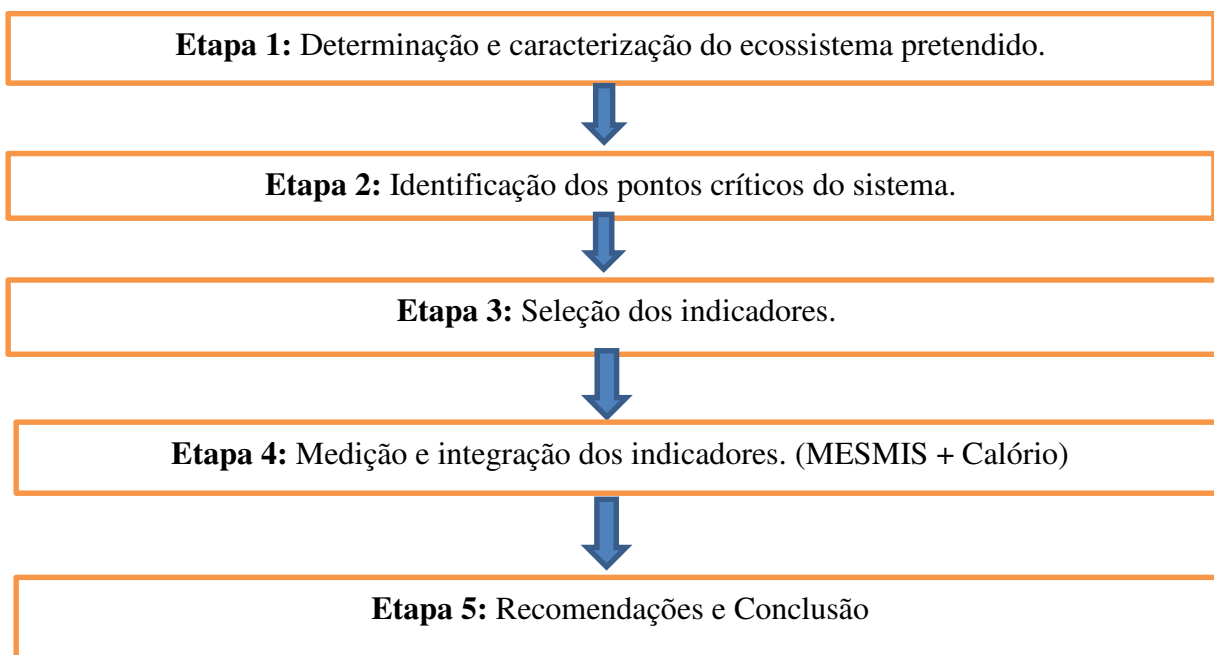 Etapa 1: Determinação e caracterização do ecossistema pretendido.
Etapa 2: Identificação dos pontos críticos do sistema.
Etapa 3: Seleção dos indicadores.
Etapa 4: Medição e integração dos indicadores. (MESMIS + Calório)
Etapa 5: Recomendações e Conclusão